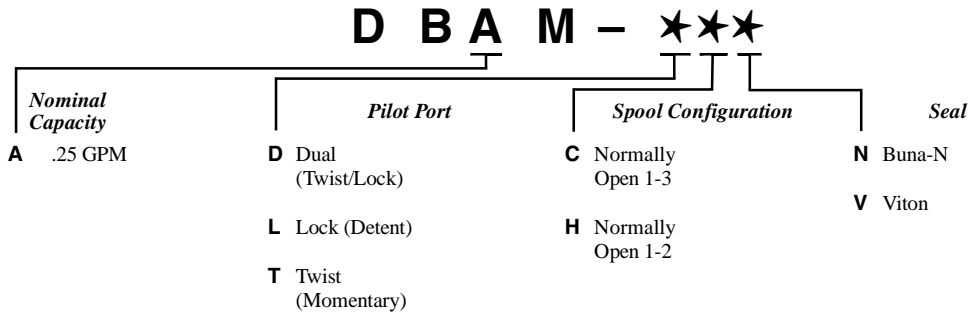 D B A M – ★★★
Nominal
Capacity
A .25 GPM
Pilot Port
D Dual
(Twist/Lock)
L Lock (Detent)
T Twist
(Momentary)
Spool Configuration
C Normally
Open 1-3
H Normally
Open 1-2
Seal
N Buna-N
V Viton